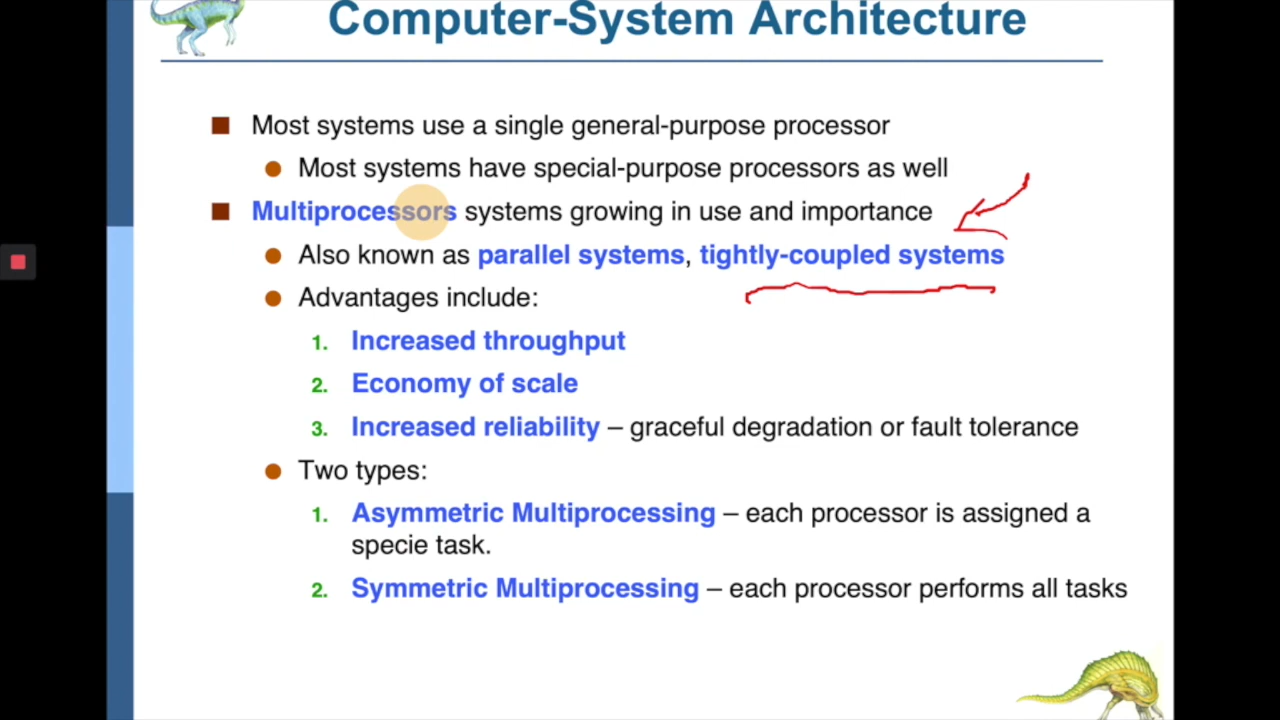 Computer-System Architecture
Most systems use a single general-purpose processor
Most systems have special-purpose processors as well
Multiprocessors systems growing in use and importance
Also known as parallel systems, tightly-coupled systems
Advantages include:
1. Increased throughput
2. Economy of scale
3. Increased reliability – graceful degradation or fault tolerance
Two types:
1. Asymmetric Multiprocessing – each processor is assigned a
specie task.
2. Symmetric Multiprocessing – each processor performs all tasks